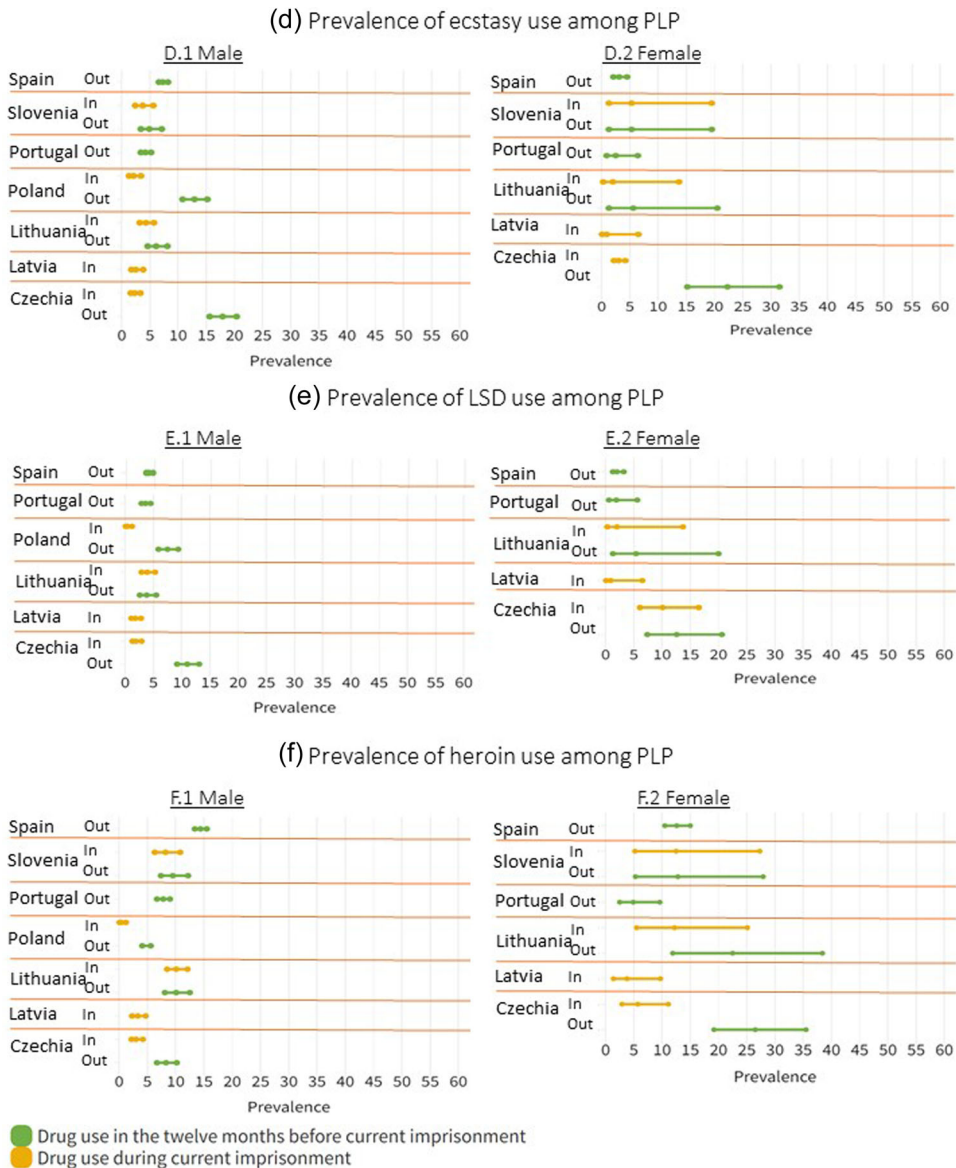 (d) Prevalence of ecstasy use among PLP
D.1 Male
Spain Out
Slovenia In
Out
Portugal Out
Poland In
Out
Lithuania In
Out
Latvia In
Czechia In
Out
0 5 10 15 20 25 30 35 40 45 50 55 60
Prevalence
D.2 Female
Spain Out
Slovenia In
Out
Portugal Out
Lithuania In
Out
Latvia In
Czechia In
Out
0 5 10 15 20 25 30 35 40 45 50 55 60
Prevalence
(e) Prevalence of LSD use among PLP
E.1 Male
Spain Out
Portugal Out
Poland In
Out
Lithuania In
Out
Latvia In
Czechia In
Out
0 5 10 15 20 25 30 35 40 45 50 55 60
Prevalence
E.2 Female
Spain Out
Portugal Out
Lithuania In
Out
Latvia In
Czechia In
Out
0 5 10 15 20 25 30 35 40 45 50 55 60
Prevalence
(f) Prevalence of heroin use among PLP
F.1 Male
Spain Out
Slovenia In
Out
Portugal Out
Poland In
Out
Lithuania In
Out
Latvia In
Czechia In
Out
0 5 10 15 20 25 30 35 40 45 50 55 60
Prevalence
F.2 Female
Spain Out
Slovenia In
Out
Portugal Out
Lithuania In
Out
Latvia In
Czechia In
Out
0 5 10 15 20 25 30 35 40 45 50 55 60
Prevalence
Drug use in the twelve months before current imprisonment
Drug use during current imprisonment